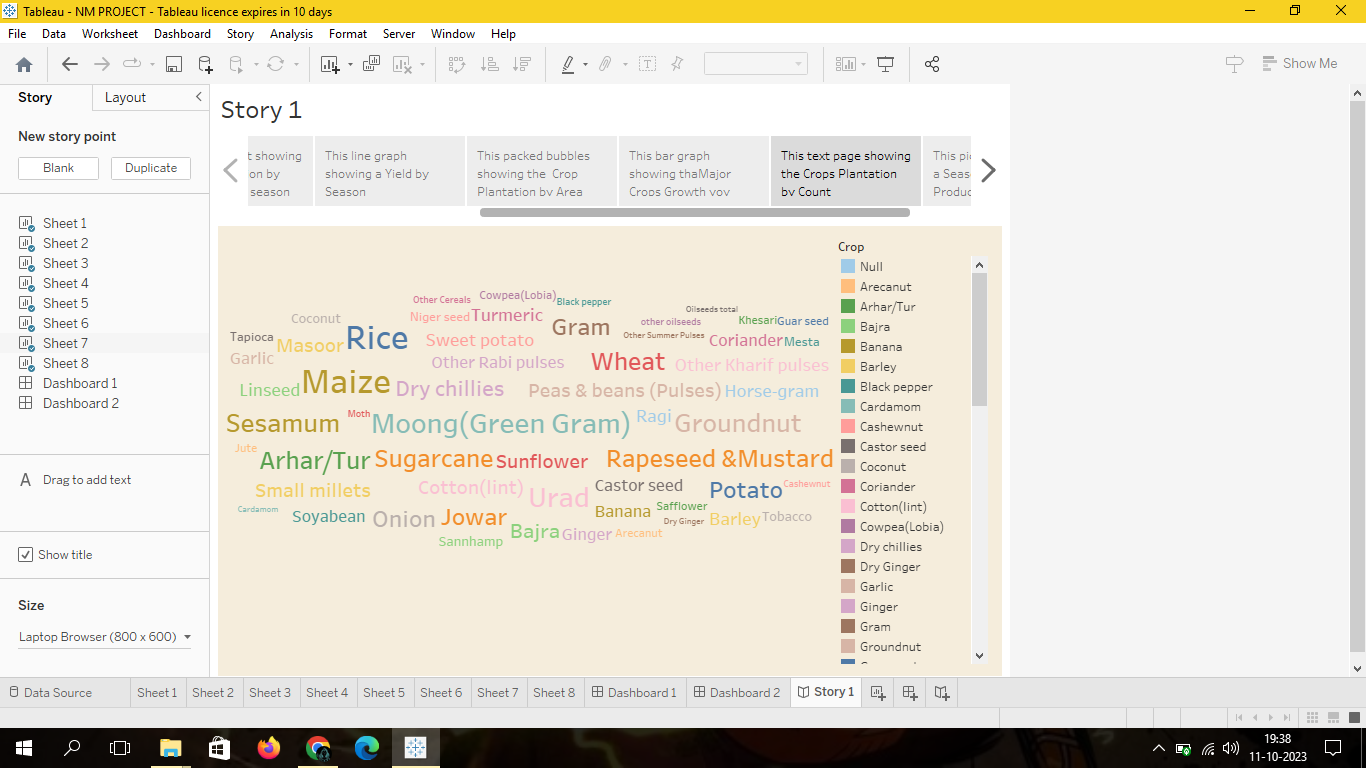 Tableau - NM PROJECT - Tableau licence expires in 10 days
File Data Worksheet Dashboard Story Analysis Format Server Window Help
Show Me
Story Layout
New story point
Blank Duplicate
Sheet 1
Sheet 2
Sheet 3
Sheet 4
Sheet 5
Sheet 6
Sheet 7
Sheet 8
Dashboard 1
Dashboard 2
A Drag to add text
Show title
Size
Laptop Browser (800 x 600)
Story 1
t showing
on by
season
This line graph
showing a Yield by
Season
This packed bubbles
showing the Crop
Plantation by Area
This bar graph
showing thaMajor
Crops Growth yoy
This text page showing
the Crops Plantation
by Count
This
a Seas
Produc
Other Cereals Cowpea(Lobia) Black pepper
Oilseeds total
Coconut Niger seed Turmeric Gram other oilseeds Khesari Guar seed
Tapioca Masoor Rice Sweet potato Other Summer Pulses Coriander Mesta
Garlic Other Rabi pulses Wheat Other Kharif pulses
Linseed Maize Dry chillies Peas & beans (Pulses) Horse-gram
Sesamum Moth Moong(Green Gram) Ragi Groundnut
Jute Arhar/Tur Sugarcane Sunflower Rapeseed &Mustard
Small millets Cotton(lint) Urad Castor seed Potato Cashewnut
Cardamom Soyabean Onion Jowar Banana Safflower Barley Tobacco
Dry Ginger
Sannhamp Bajra Ginger Arecanut
Crop
Null
Arecanut
Arhar/Tur
Bajra
Banana
Barley
Black pepper
Cardamom
Cashewnut
Castor seed
Coconut
Coriander
Cotton(lint)
Cowpea(Lobia)
Dry chillies
Dry Ginger
Garlic
Ginger
Gram
Groundnut
Data Source Sheet 1 Sheet 2 Sheet 3 Sheet 4 Sheet 5 Sheet 6 Sheet 7 Sheet 8 Dashboard 1 Dashboard 2 Story 1
19:38
11-10-2023